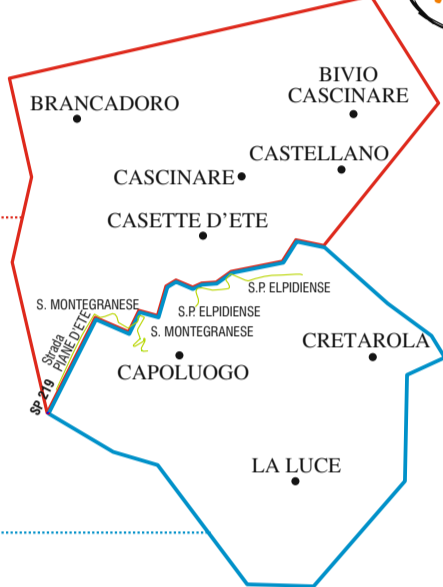 BIVIO
CASCINARE
BRANCADORO
CASTELLANO
CASCINARE
CASETTE D'ETE
S.P. ELPIDIENSE
S. MONTEGRANESE
S.P. ELPIDIENSE
S. MONTEGRANESE
Strada
PIANE D'ETE
SP 219
CRETAROLA
CAPOLUOGO
LA LUCE